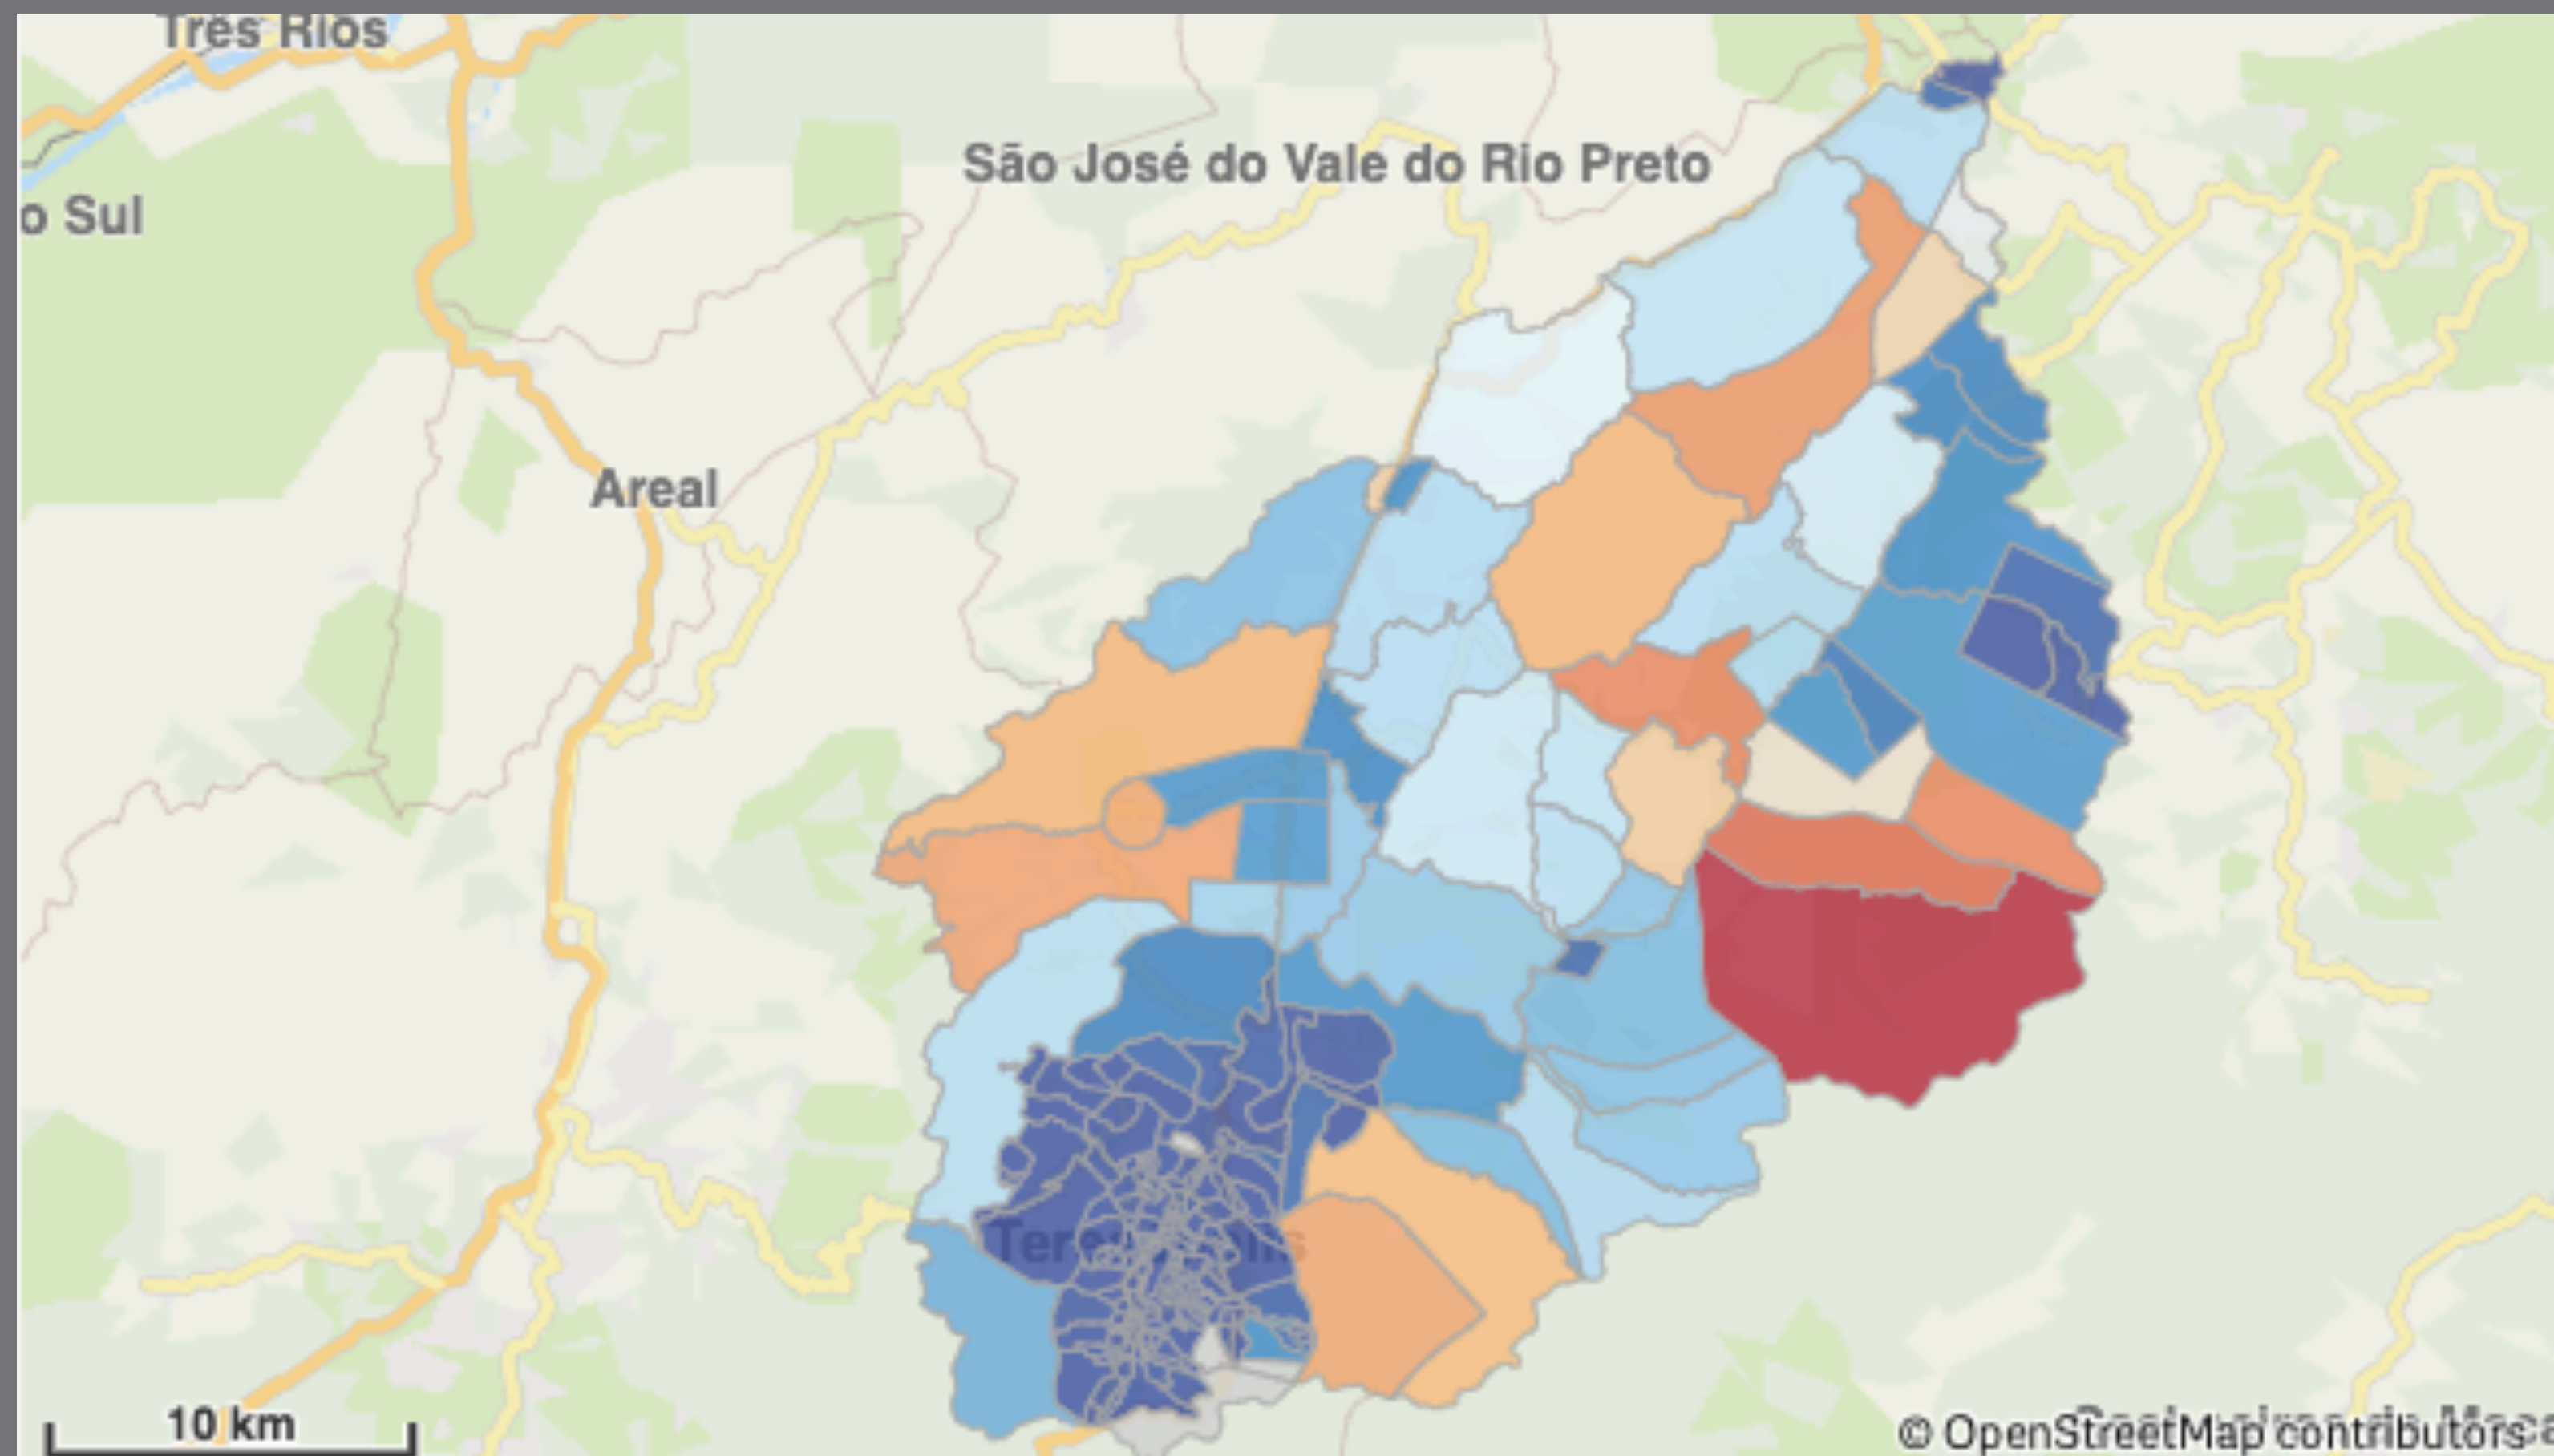 Três Rios
São José do Vale do Rio Preto
o Sul
Areal
10 km
© OpenStreetMap contributors